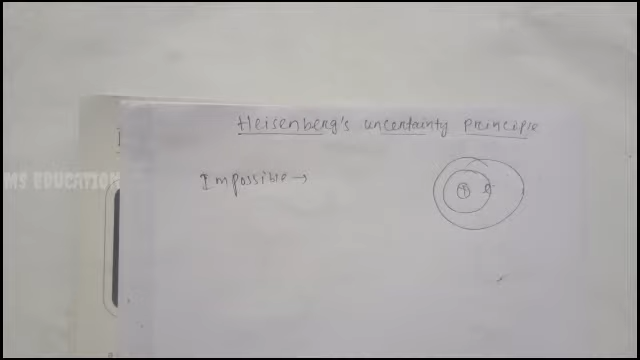 Heisenberg's uncertainty principle
MS EDUCATION
Impossible →